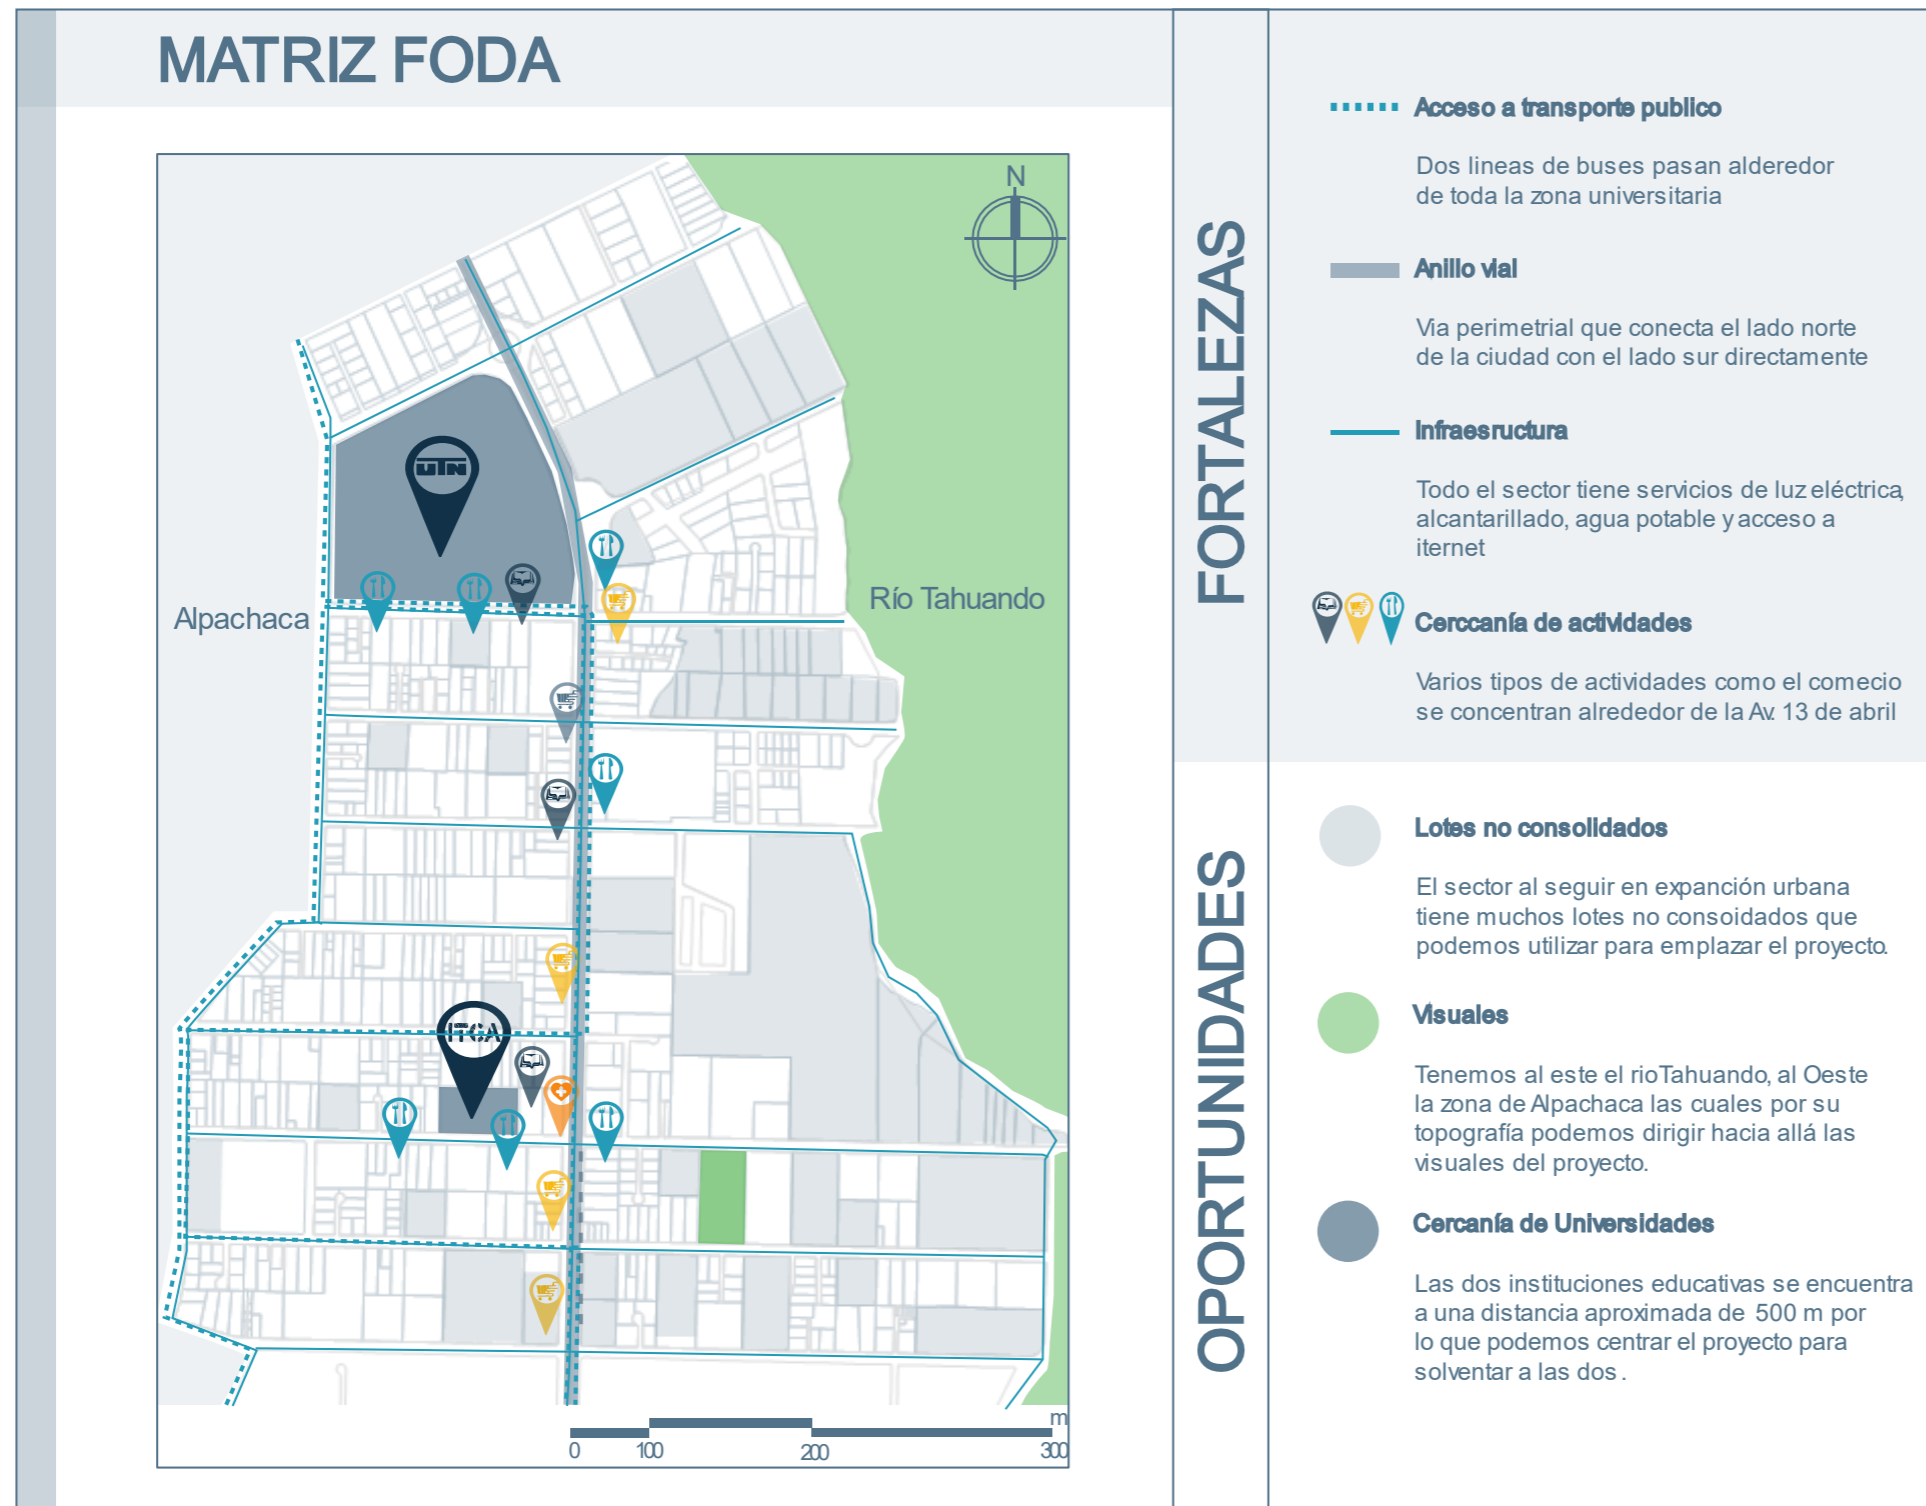 MATRIZ FODA
N
UTN
Alpachaca
Río Tahuando
ITCA
m
0
100
200
300
FORTALEZAS
Acceso a transporte publico
Dos lineas de buses pasan alderedor
de toda la zona universitaria
Anillo vial
Via perimetrial que conecta el lado norte
de la ciudad con el lado sur directamente
Infraesructura
Todo el sector tiene servicios de luz eléctrica,
alcantarillado, agua potable y acceso a
iternet
Cerccanía de actividades
Varios tipos de actividades como el comecio
se concentran alrededor de la Av. 13 de abril
OPORTUNIDADES
Lotes no consolidados
El sector al seguir en expanción urbana
tiene muchos lotes no consoidados que
podemos utilizar para emplazar el proyecto.
Visuales
Tenemos al este el rio Tahuando, al Oeste
la zona de Alpachaca las cuales por su
topografía podemos dirigir hacia allá las
visuales del proyecto.
Cercanía de Universidades
Las dos instituciones educativas se encuentra
a una distancia aproximada de 500 m por
lo que podemos centrar el proyecto para
solventar a las dos .